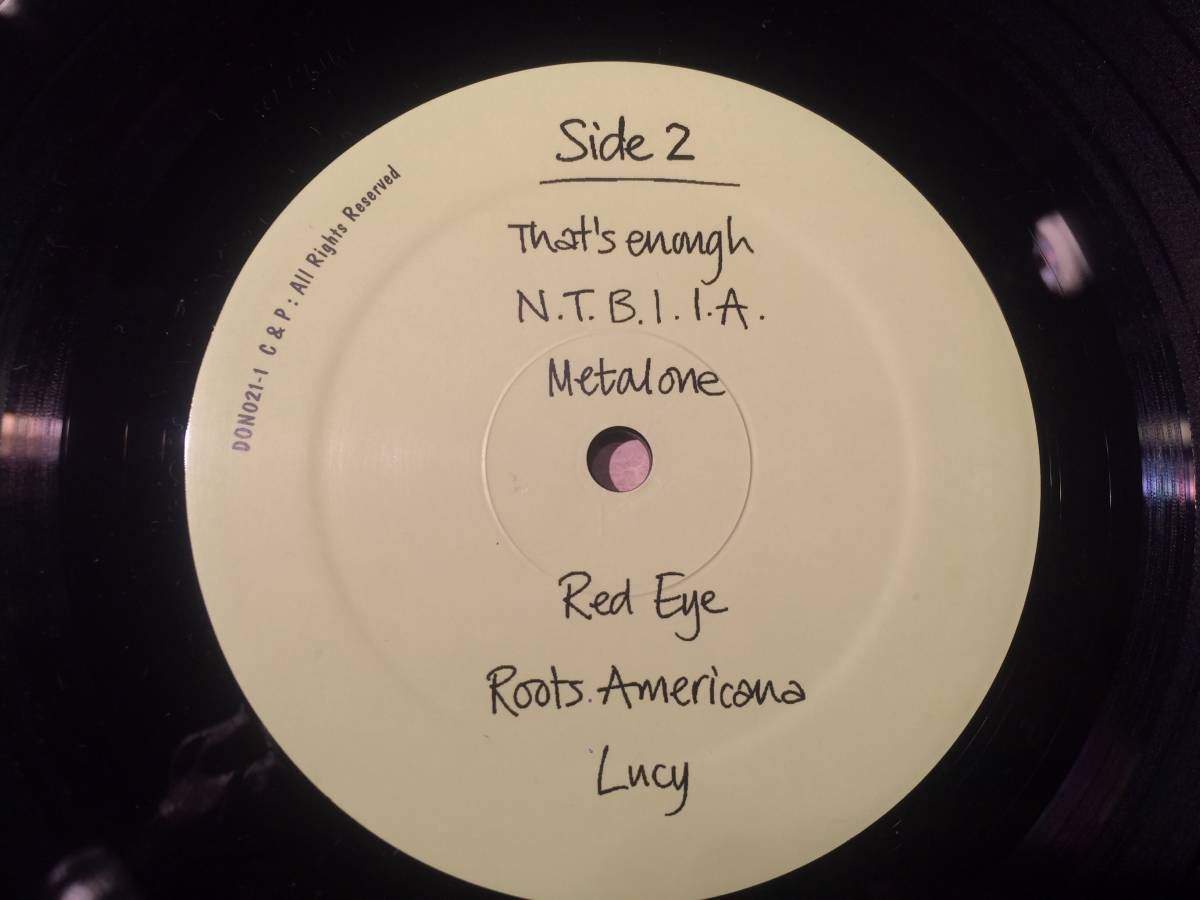 Side 2
That's enough
N.T.B.I.I.A.
Metalone
Red Eye
Roots Americana
Lucy
DON021-1 C & P : All Rights Reserved